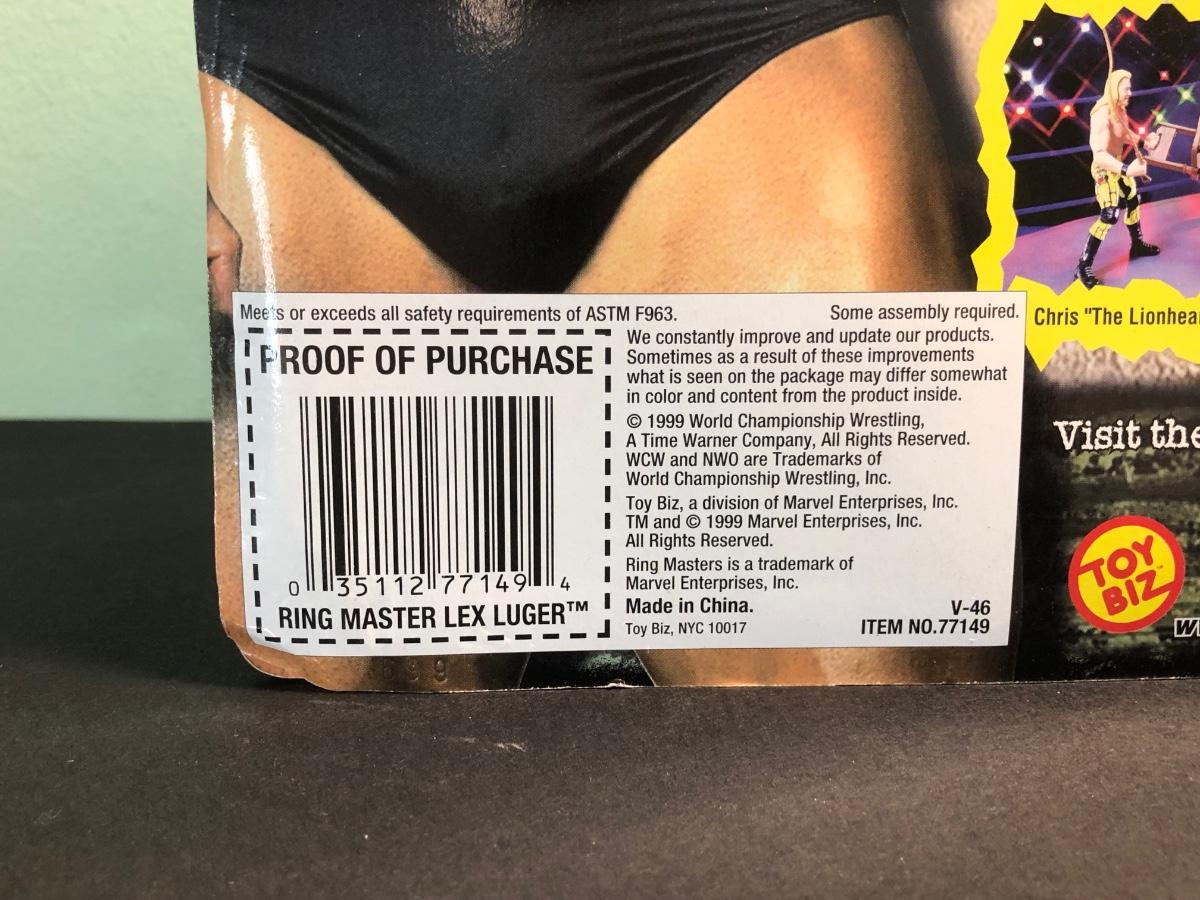 Meets or exceeds all safety requirements of ASTM F963.
Some assembly required.
PROOF OF PURCHASE
0 35112 77149 4
RING MASTER LEX LUGER™
We constantly improve and update our products.
Sometimes as a result of these improvements
what is seen on the package may differ somewhat
in color and content from the product inside.
© 1999 World Championship Wrestling,
A Time Warner Company, All Rights Reserved.
WCW and NWO are Trademarks of
World Championship Wrestling, Inc.
Toy Biz, a division of Marvel Enterprises, Inc.
TM and © 1999 Marvel Enterprises, Inc.
All Rights Reserved.
Ring Masters is a trademark of
Marvel Enterprises, Inc.
Made in China.
Toy Biz, NYC 10017
V-46
ITEM NO.77149
Chris "The Lionhea
Visit the
TOY
BIZ™